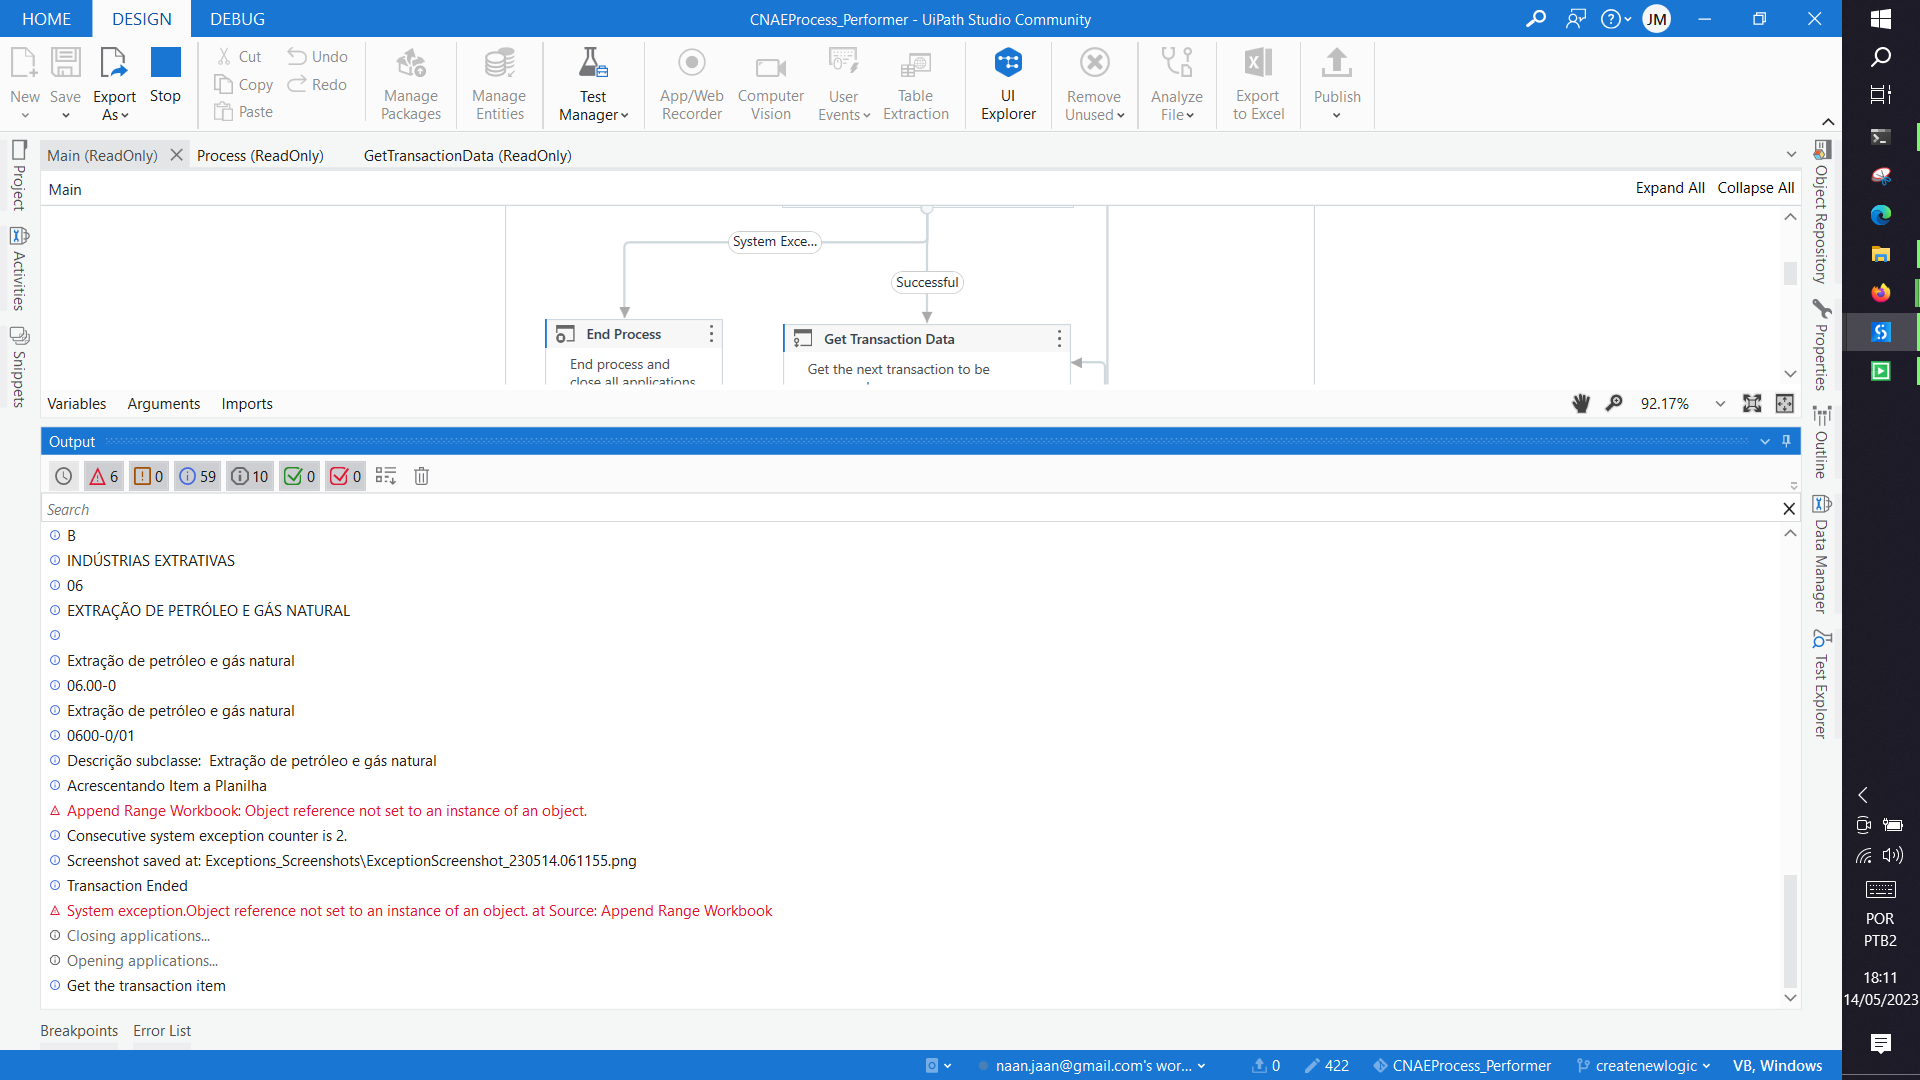 HOME
DESIGN
DEBUG
CNAEProcess_Performer - UiPath Studio Community
JM
New
Save
Export
As
Stop
Cut
Copy
Paste
Undo
Redo
Manage
Packages
Manage
Entities
Test
Manager
App/Web
Recorder
Computer
Vision
User
Events
Table
Extraction
UI
Explorer
Remove
Unused
Analyze
File
Export
to Excel
Publish
Project
Activities
Snippets
Main (ReadOnly)
Process (ReadOnly)
GetTransactionData (ReadOnly)
Main
Expand All
Collapse All
System Exce...
Successful
End Process
End process and
close all applications
Get Transaction Data
Get the next transaction to be
Variables
Arguments
Imports
92.17%
Output
6
0
59
10
0
0
Search
B
INDÚSTRIAS EXTRATIVAS
06
EXTRAÇÃO DE PETRÓLEO E GÁS NATURAL
Extração de petróleo e gás natural
06.00-0
Extração de petróleo e gás natural
0600-0/01
Descrição subclasse:  Extração de petróleo e gás natural
Acrescentando Item a Planilha
Append Range Workbook: Object reference not set to an instance of an object.
Consecutive system exception counter is 2.
Screenshot saved at: Exceptions_Screenshots\ExceptionScreenshot_230514.061155.png
Transaction Ended
System exception.Object reference not set to an instance of an object. at Source: Append Range Workbook
Closing applications...
Opening applications...
Get the transaction item
Breakpoints
Error List
Object Repository
Properties
Outline
Data Manager
Test Explorer
naan.jaan@gmail.com's wor...
0
422
CNAEProcess_Performer
createnewlogic
VB, Windows
POR
PTB2
18:11
14/05/2023